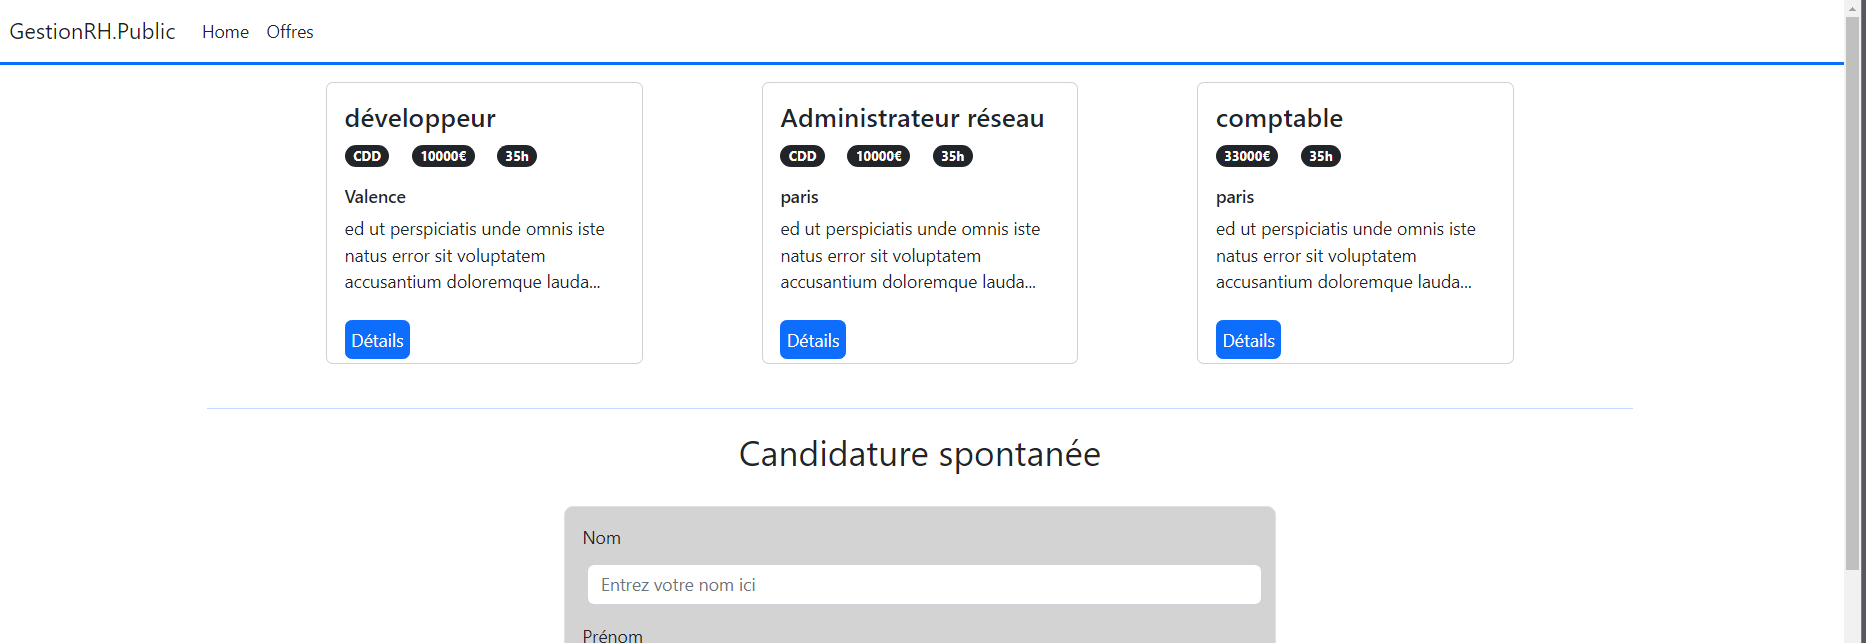 GestionRH.Public Home Offres
développeur
CDD 10000€ 35h
Valence
ed ut perspiciatis unde omnis iste
natus error sit voluptatem
accusantium doloremque lauda...
Détails
Administrateur réseau
CDD 10000€ 35h
paris
ed ut perspiciatis unde omnis iste
natus error sit voluptatem
accusantium doloremque lauda...
Détails
comptable
33000€ 35h
paris
ed ut perspiciatis unde omnis iste
natus error sit voluptatem
accusantium doloremque lauda...
Détails
Candidature spontanée
Nom
Entrez votre nom ici
Prénom